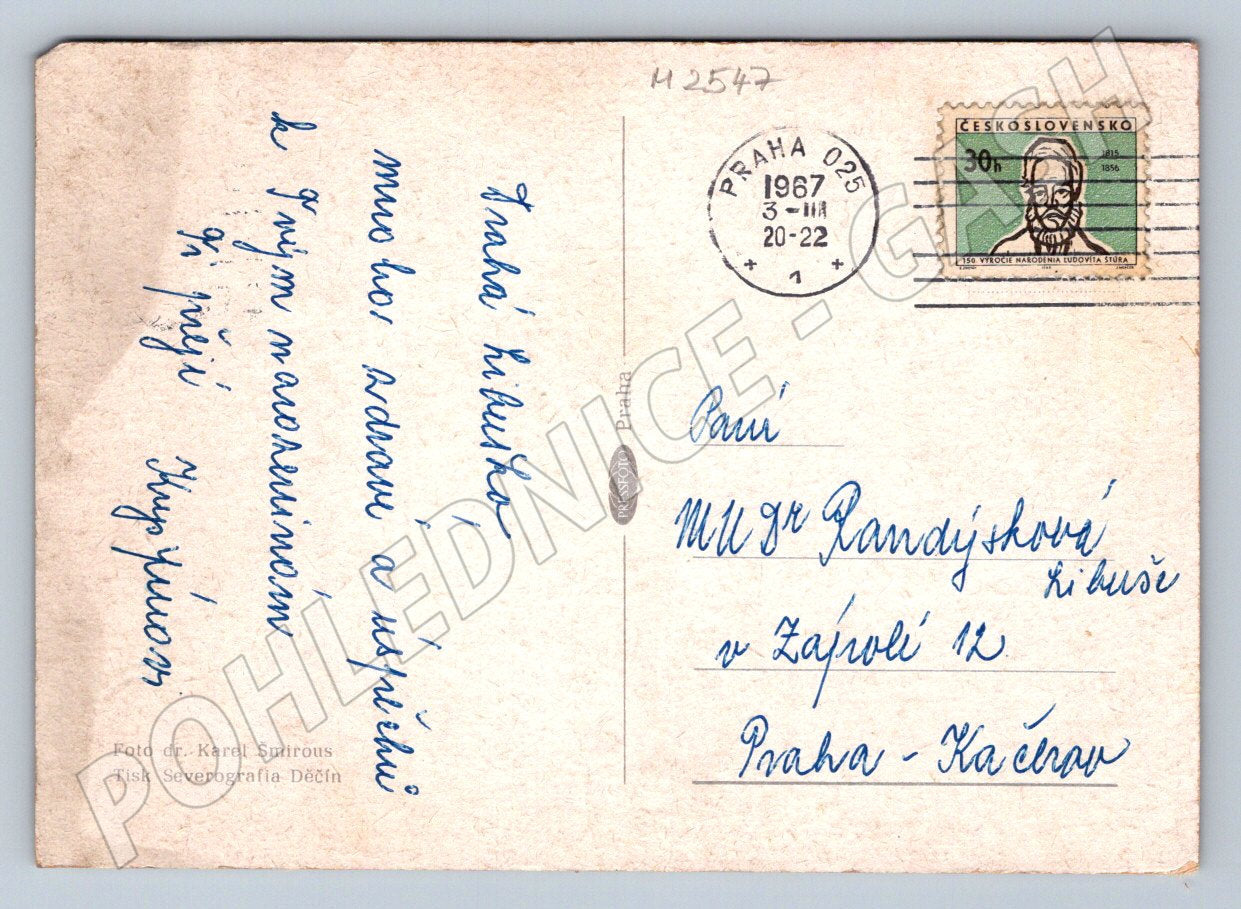 M 2547
PRAHA 025
1967
3-III
20-22
+ 1 +
ČESKOSLOVENSKO
30h
1815
1856
150. VÝROČIE NARODENIA ĽUDOVÍTA ŠTÚRA
Drahá Libuško
mnoho zdraví a úspěchů
k Tvým narozeninám
Ti přejí
Paní
MUDr Randýsková
Libuše
v Zápolí 12
Praha - Kačerov
PRESSFOTO
Praha
Foto dr. Karel Šmirous
Tisk Severografia Děčín
POHLEDNICE - GACH